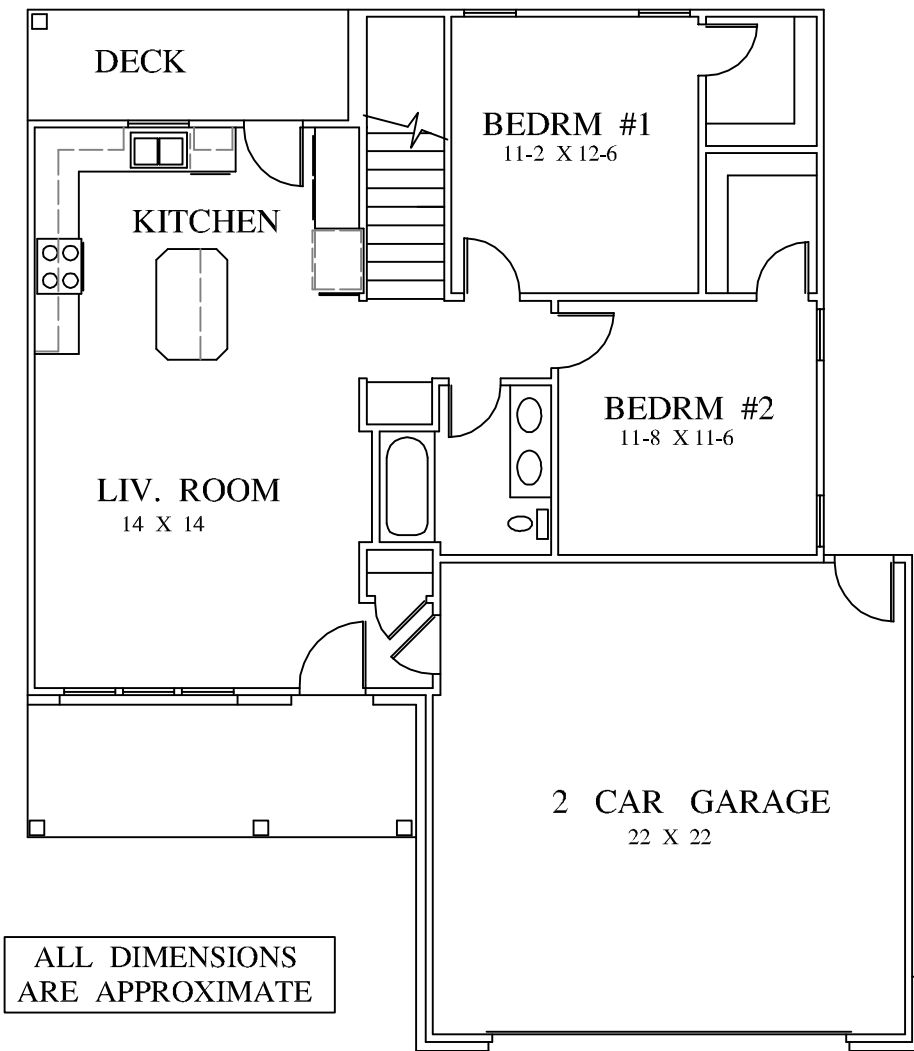 DECK
BEDRM #1
11-2 X 12-6
KITCHEN
BEDRM #2
11-8 X 11-6
LIV. ROOM
14 X 14
2 CAR GARAGE
22 X 22
ALL DIMENSIONS
ARE APPROXIMATE